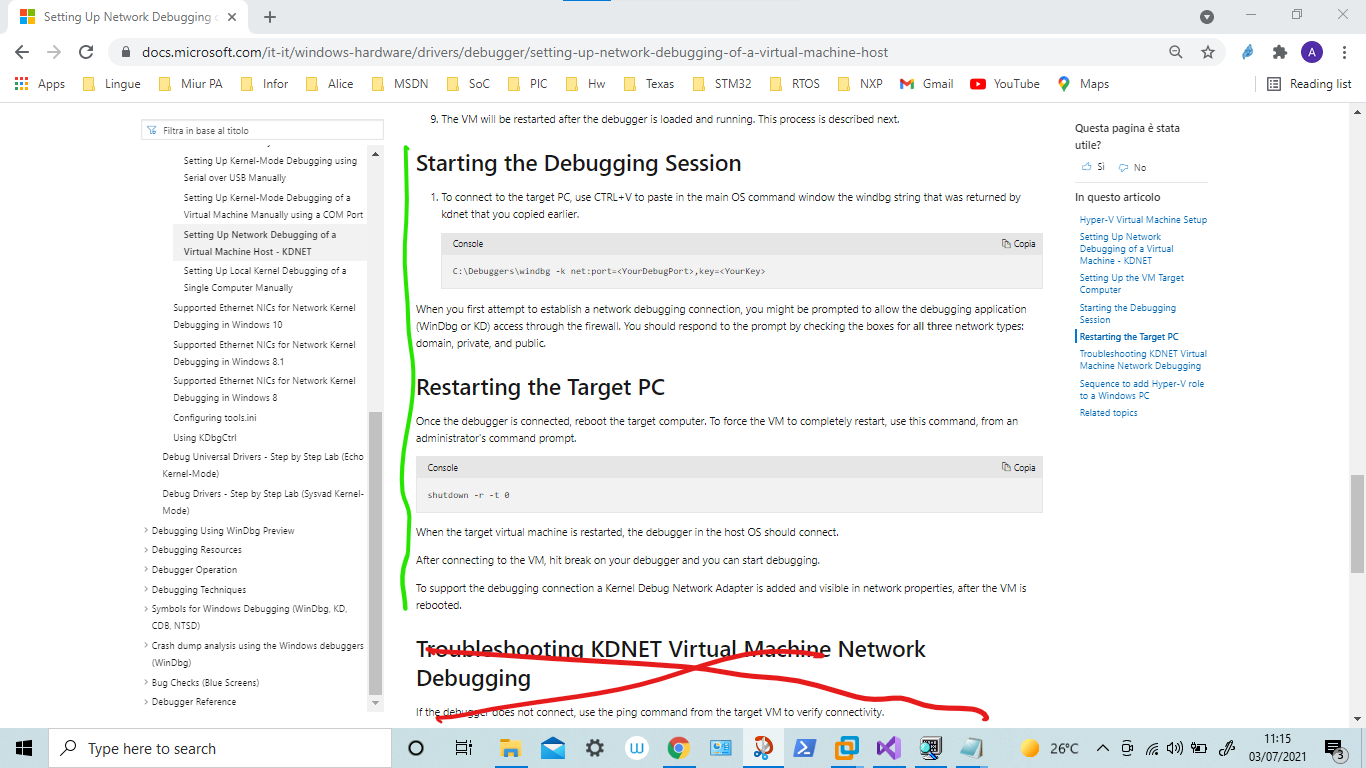 Setting Up Network Debugging o
docs.microsoft.com/it-it/windows-hardware/drivers/debugger/setting-up-network-debugging-of-a-virtual-machine-host
A
Apps
Lingue
Miur PA
Infor
Alice
MSDN
SoC
PIC
Hw
Texas
STM32
RTOS
NXP
Gmail
YouTube
Maps
Reading list
Filtra in base al titolo
Setting Up Kernel-Mode Debugging using
Serial over USB Manually
Setting Up Kernel-Mode Debugging of a
Virtual Machine Manually using a COM Port
Setting Up Network Debugging of a
Virtual Machine Host - KDNET
Setting Up Local Kernel Debugging of a
Single Computer Manually
Supported Ethernet NICs for Network Kernel
Debugging in Windows 10
Supported Ethernet NICs for Network Kernel
Debugging in Windows 8.1
Supported Ethernet NICs for Network Kernel
Debugging in Windows 8
Configuring tools.ini
Using KDbgCtrl
Debug Universal Drivers - Step by Step Lab (Echo
Kernel-Mode)
Debug Drivers - Step by Step Lab (Sysvad Kernel-
Mode)
Debugging Using WinDbg Preview
Debugging Resources
Debugger Operation
Debugging Techniques
Symbols for Windows Debugging (WinDbg, KD,
CDB, NTSD)
Crash dump analysis using the Windows debuggers
(WinDbg)
Bug Checks (Blue Screens)
Debugger Reference
9. The VM will be restarted after the debugger is loaded and running. This process is described next.
Starting the Debugging Session
1. To connect to the target PC, use CTRL+V to paste in the main OS command window the windbg string that was returned by
kdnet that you copied earlier.
Console
Copia
C:\Debuggers\windbg -k net:port=<YourDebugPort>,key=<YourKey>
When you first attempt to establish a network debugging connection, you might be prompted to allow the debugging application
(WinDbg or KD) access through the firewall. You should respond to the prompt by checking the boxes for all three network types:
domain, private, and public.
Restarting the Target PC
Once the debugger is connected, reboot the target computer. To force the VM to completely restart, use this command, from an
administrator's command prompt.
Console
Copia
shutdown -r -t 0
When the target virtual machine is restarted, the debugger in the host OS should connect.
After connecting to the VM, hit break on your debugger and you can start debugging.
To support the debugging connection a Kernel Debug Network Adapter is added and visible in network properties, after the VM is
rebooted.
Troubleshooting KDNET Virtual Machine Network
Debugging
If the debugger does not connect, use the ping command from the target VM to verify connectivity.
Questa pagina è stata
utile?
Sì
No
In questo articolo
Hyper-V Virtual Machine Setup
Setting Up Network
Debugging of a Virtual
Machine - KDNET
Setting Up the VM Target
Computer
Starting the Debugging
Session
Restarting the Target PC
Troubleshooting KDNET Virtual
Machine Network Debugging
Sequence to add Hyper-V role
to a Windows PC
Related topics
Type here to search
26°C
11:15
03/07/2021
3